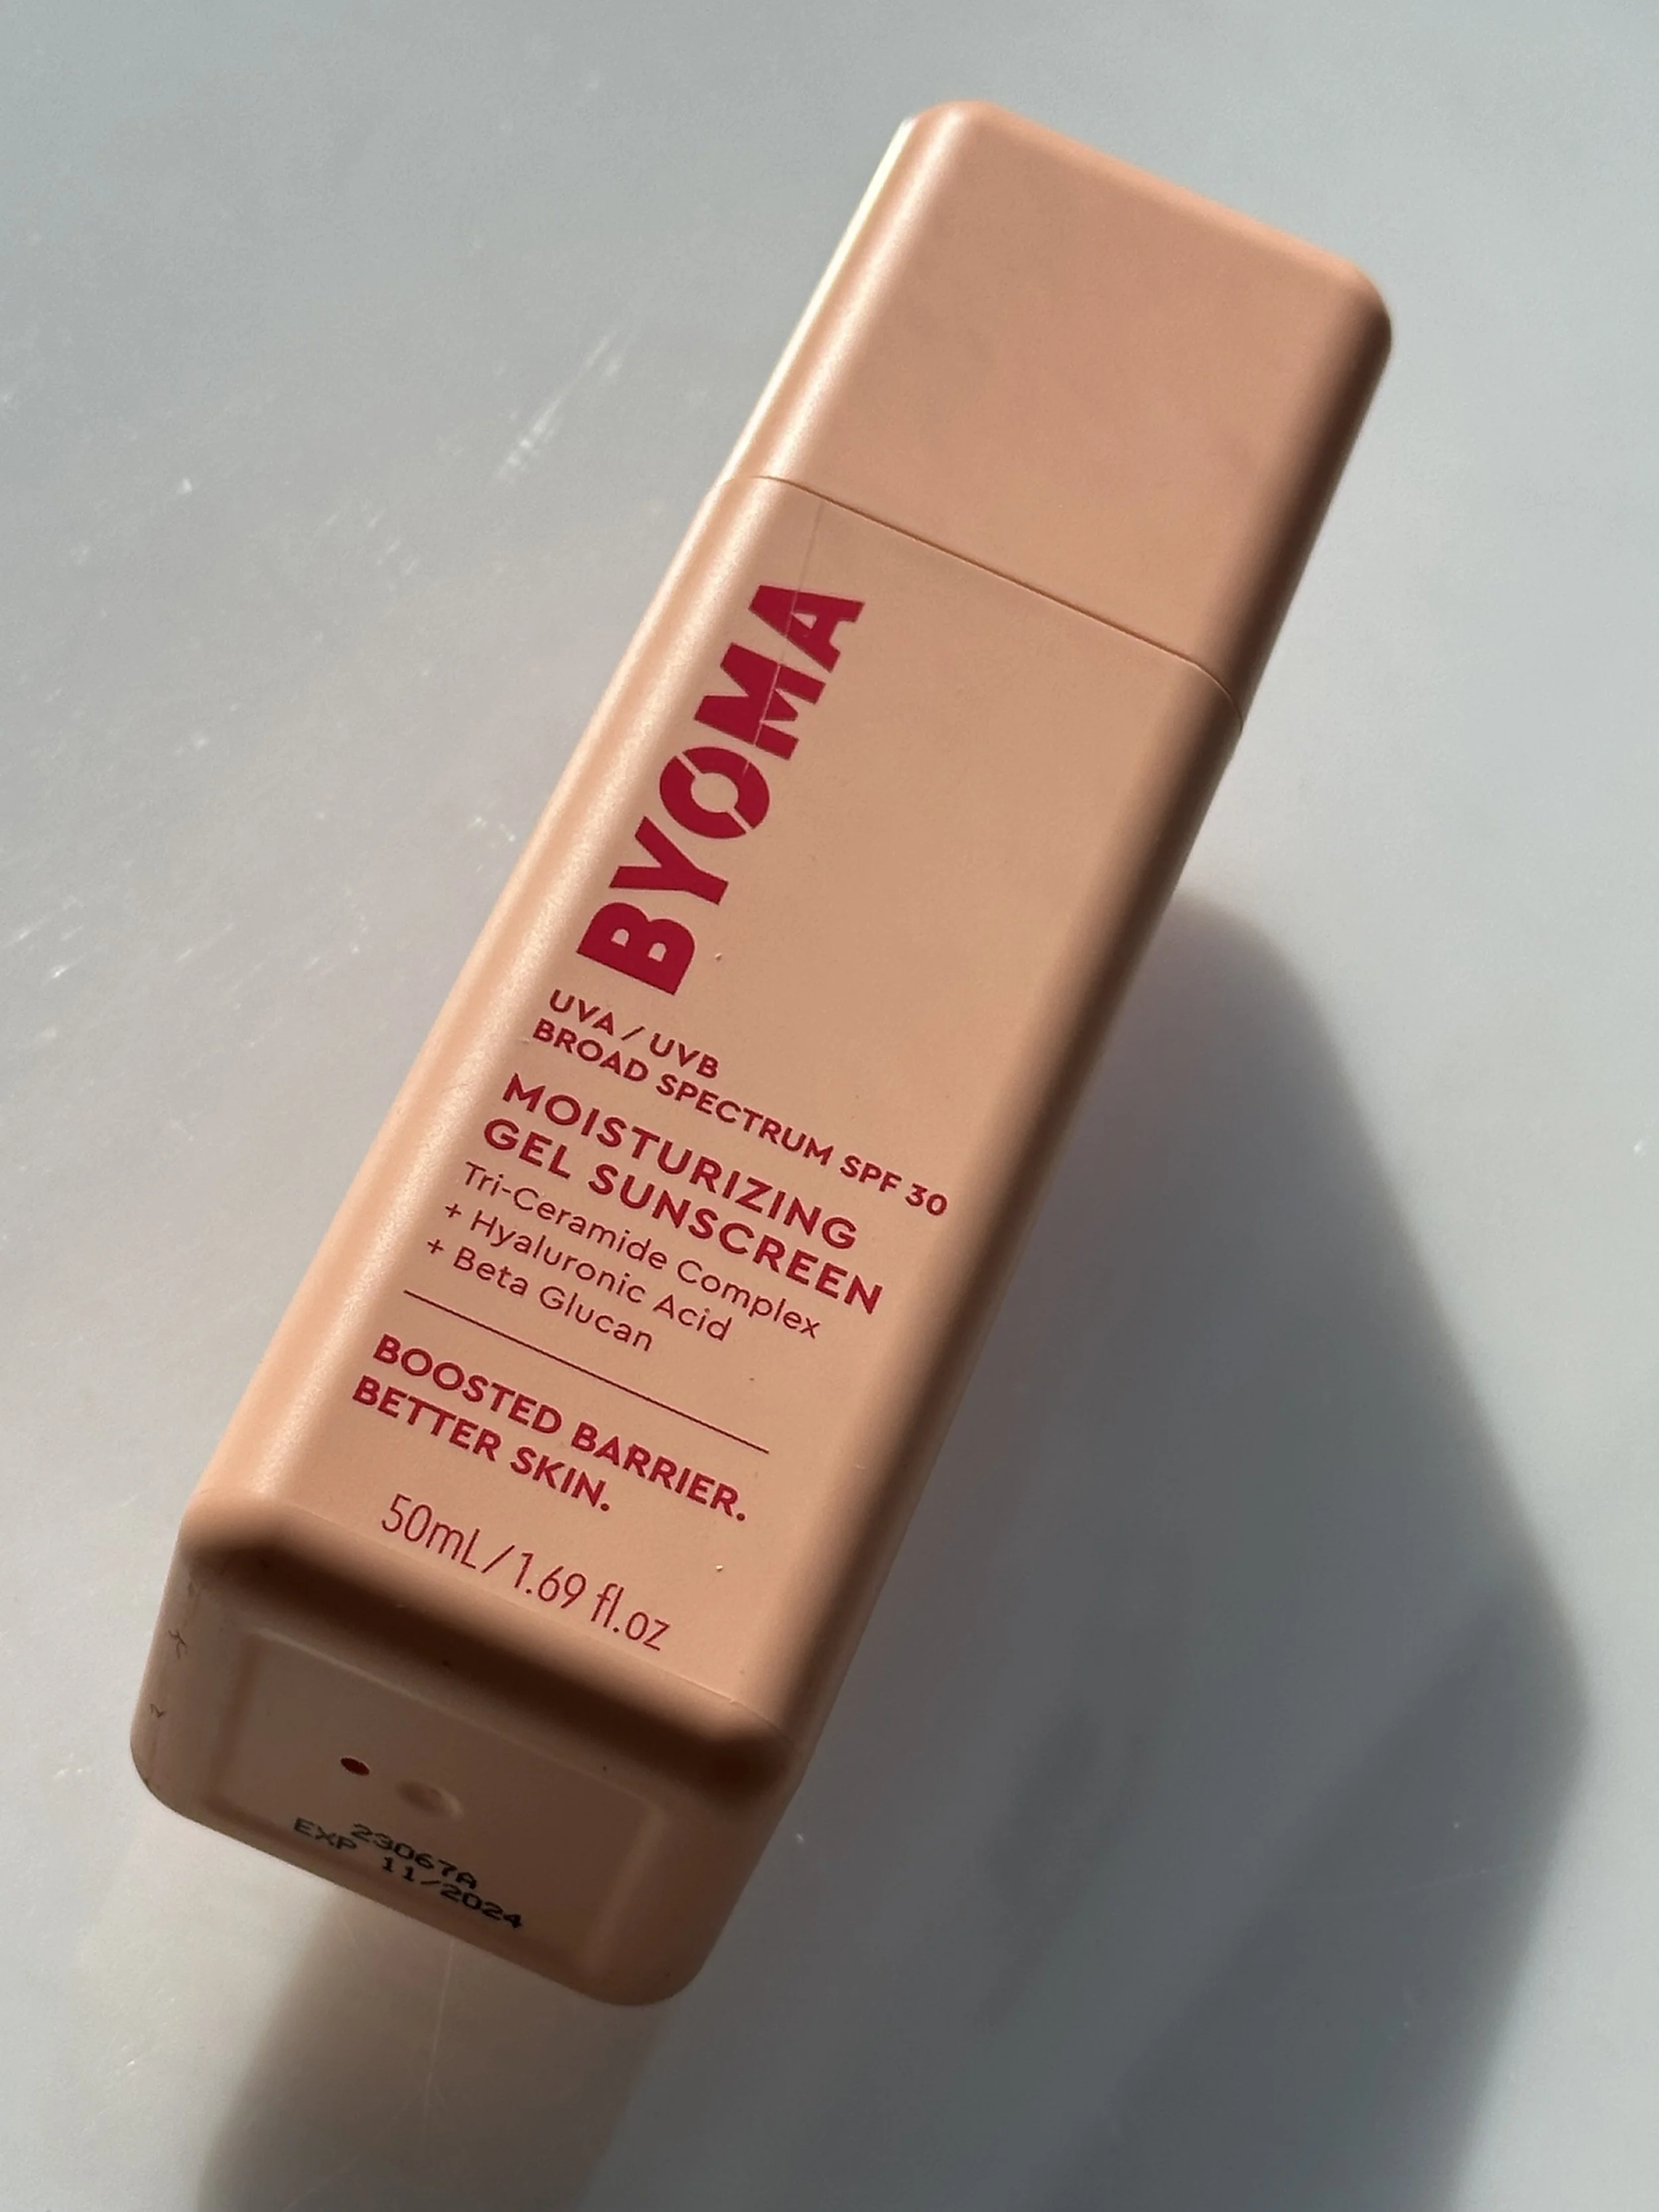 BYOMA
UVA / UVB
BROAD SPECTRUM SPF 30
MOISTURIZING
GEL SUNSCREEN
Tri-Ceramide Complex
+ Hyaluronic Acid
+ Beta Glucan
BOOSTED BARRIER.
BETTER SKIN.
50mL/1.69 fl.oz
23067A
EXP 11/2024